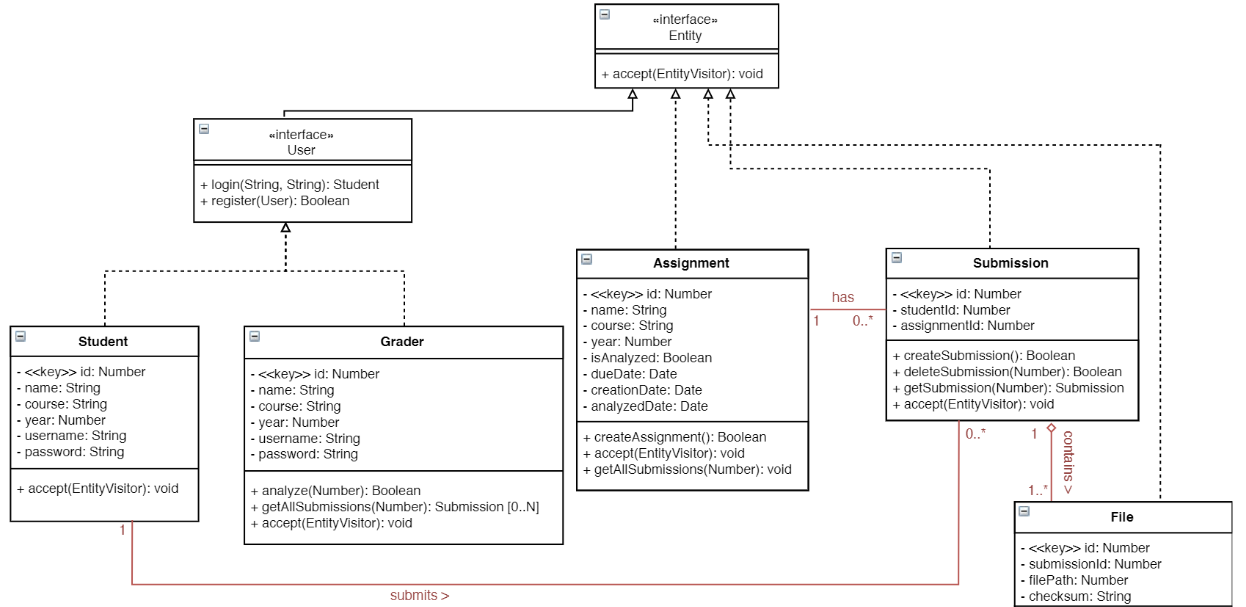 «interface»
Entity
+ accept(EntityVisitor): void
«interface»
User
+ login(String, String): Student
+ register(User): Boolean
Assignment
- <<key>> id: Number
- name: String
- course: String
- year: Number
- isAnalyzed: Boolean
- dueDate: Date
- creationDate: Date
- analyzedDate: Date
+ createAssignment(): Boolean
+ accept(EntityVisitor): void
+ getAllSubmissions(Number): void
has
1
0..*
Submission
- <<key>> id: Number
- studentId: Number
- assignmentId: Number
+ createSubmission(): Boolean
+ deleteSubmission(Number): Boolean
+ getSubmission(Number): Submission
+ accept(EntityVisitor): void
Student
- <<key>> id: Number
- name: String
- course: String
- year: Number
- username: String
- password: String
+ accept(EntityVisitor): void
Grader
- <<key>> id: Number
- name: String
- course: String
- year: Number
- username: String
- password: String
+ analyze(Number): Boolean
+ getAllSubmissions(Number): Submission [0..N]
+ accept(EntityVisitor): void
0..*
1
contains >
1..*
File
- <<key>> id: Number
- submissionId: Number
- filePath: Number
- checksum: String
1
submits >